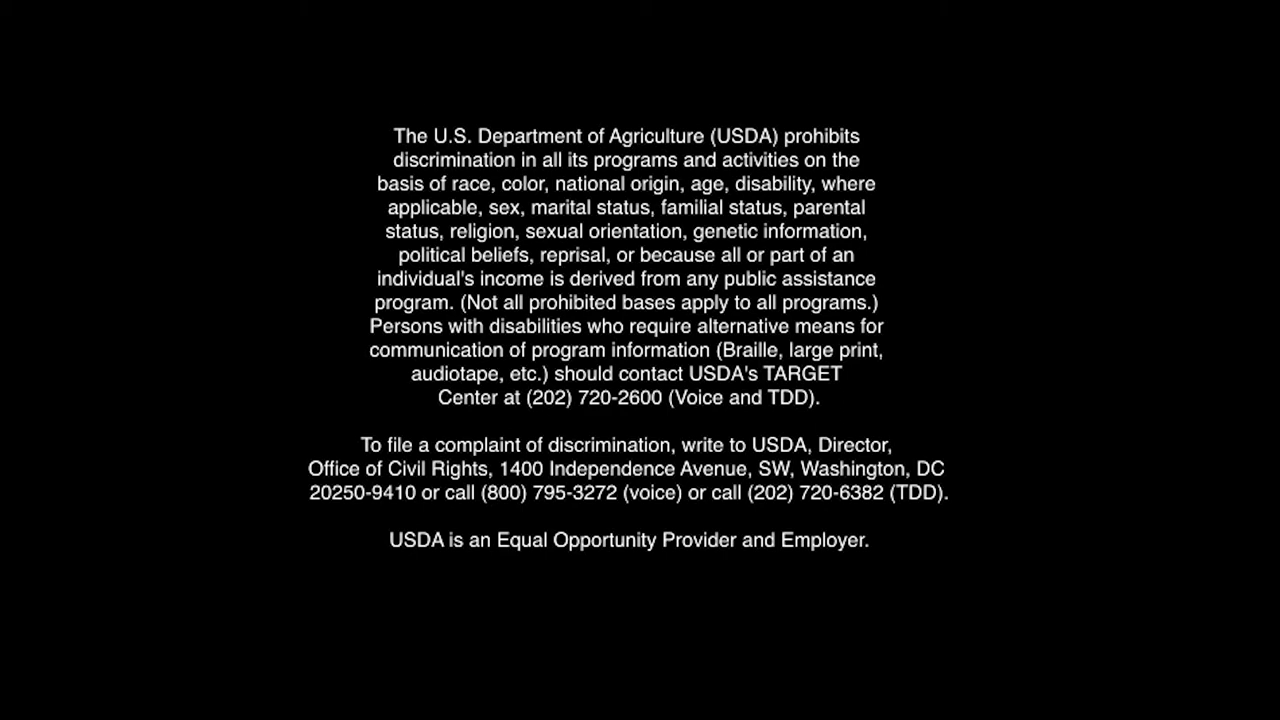 The U.S. Department of Agriculture (USDA) prohibits
discrimination in all its programs and activities on the
basis of race, color, national origin, age, disability, where
applicable, sex, marital status, familial status, parental
status, religion, sexual orientation, genetic information,
political beliefs, reprisal, or because all or part of an
individual's income is derived from any public assistance
program. (Not all prohibited bases apply to all programs.)
Persons with disabilities who require alternative means for
communication of program information (Braille, large print,
audiotape, etc.) should contact USDA's TARGET
Center at (202) 720-2600 (Voice and TDD).
To file a complaint of discrimination, write to USDA, Director,
Office of Civil Rights, 1400 Independence Avenue, SW, Washington, DC
20250-9410 or call (800) 795-3272 (voice) or call (202) 720-6382 (TDD).
USDA is an Equal Opportunity Provider and Employer.